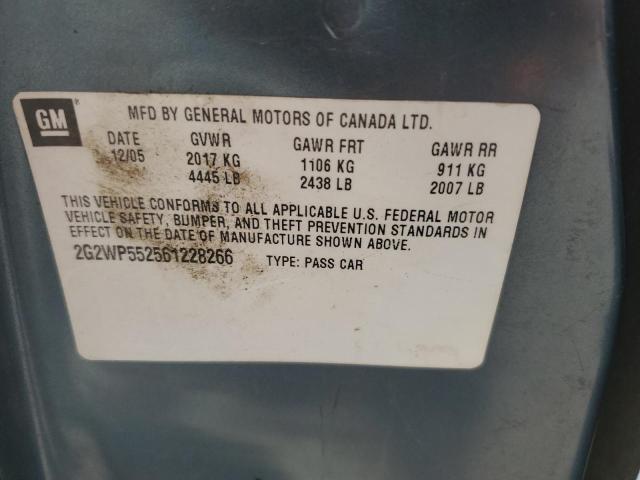 GM
MFD BY GENERAL MOTORS OF CANADA LTD.
DATE GVWR GAWR FRT GAWR RR
12/05 2017 KG 1106 KG 911 KG
4445 LB 2438 LB 2007 LB
THIS VEHICLE CONFORMS TO ALL APPLICABLE U.S. FEDERAL MOTOR
VEHICLE SAFETY, BUMPER, AND THEFT PREVENTION STANDARDS IN
EFFECT ON THE DATE OF MANUFACTURE SHOWN ABOVE.
2G2WP552561228266 TYPE: PASS CAR